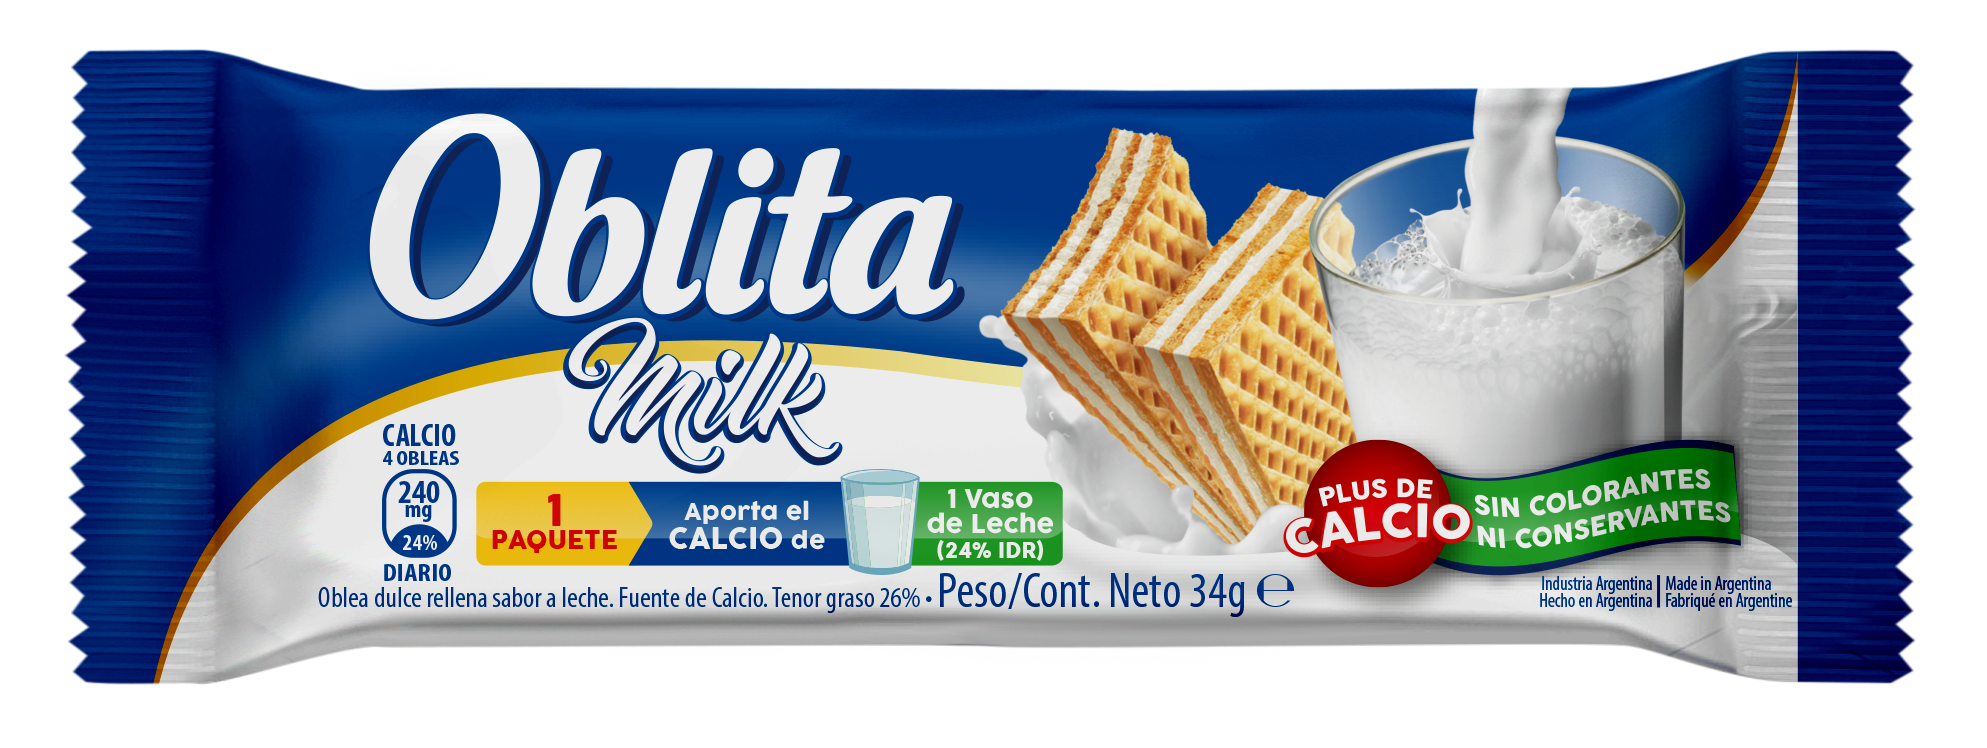 Oblita
Milk
CALCIO
4 OBLEAS
240
mg
24%
DIARIO
1
PAQUETE
Aporta el
CALCIO de
1 Vaso
de Leche
(24% IDR)
PLUS DE
CALCIO
SIN COLORANTES
NI CONSERVANTES
Oblea dulce rellena sabor a leche. Fuente de Calcio. Tenor graso 26% • Peso/Cont. Neto 34g ℮
Industria Argentina | Made in Argentina
Hecho en Argentina | Fabriqué en Argentine